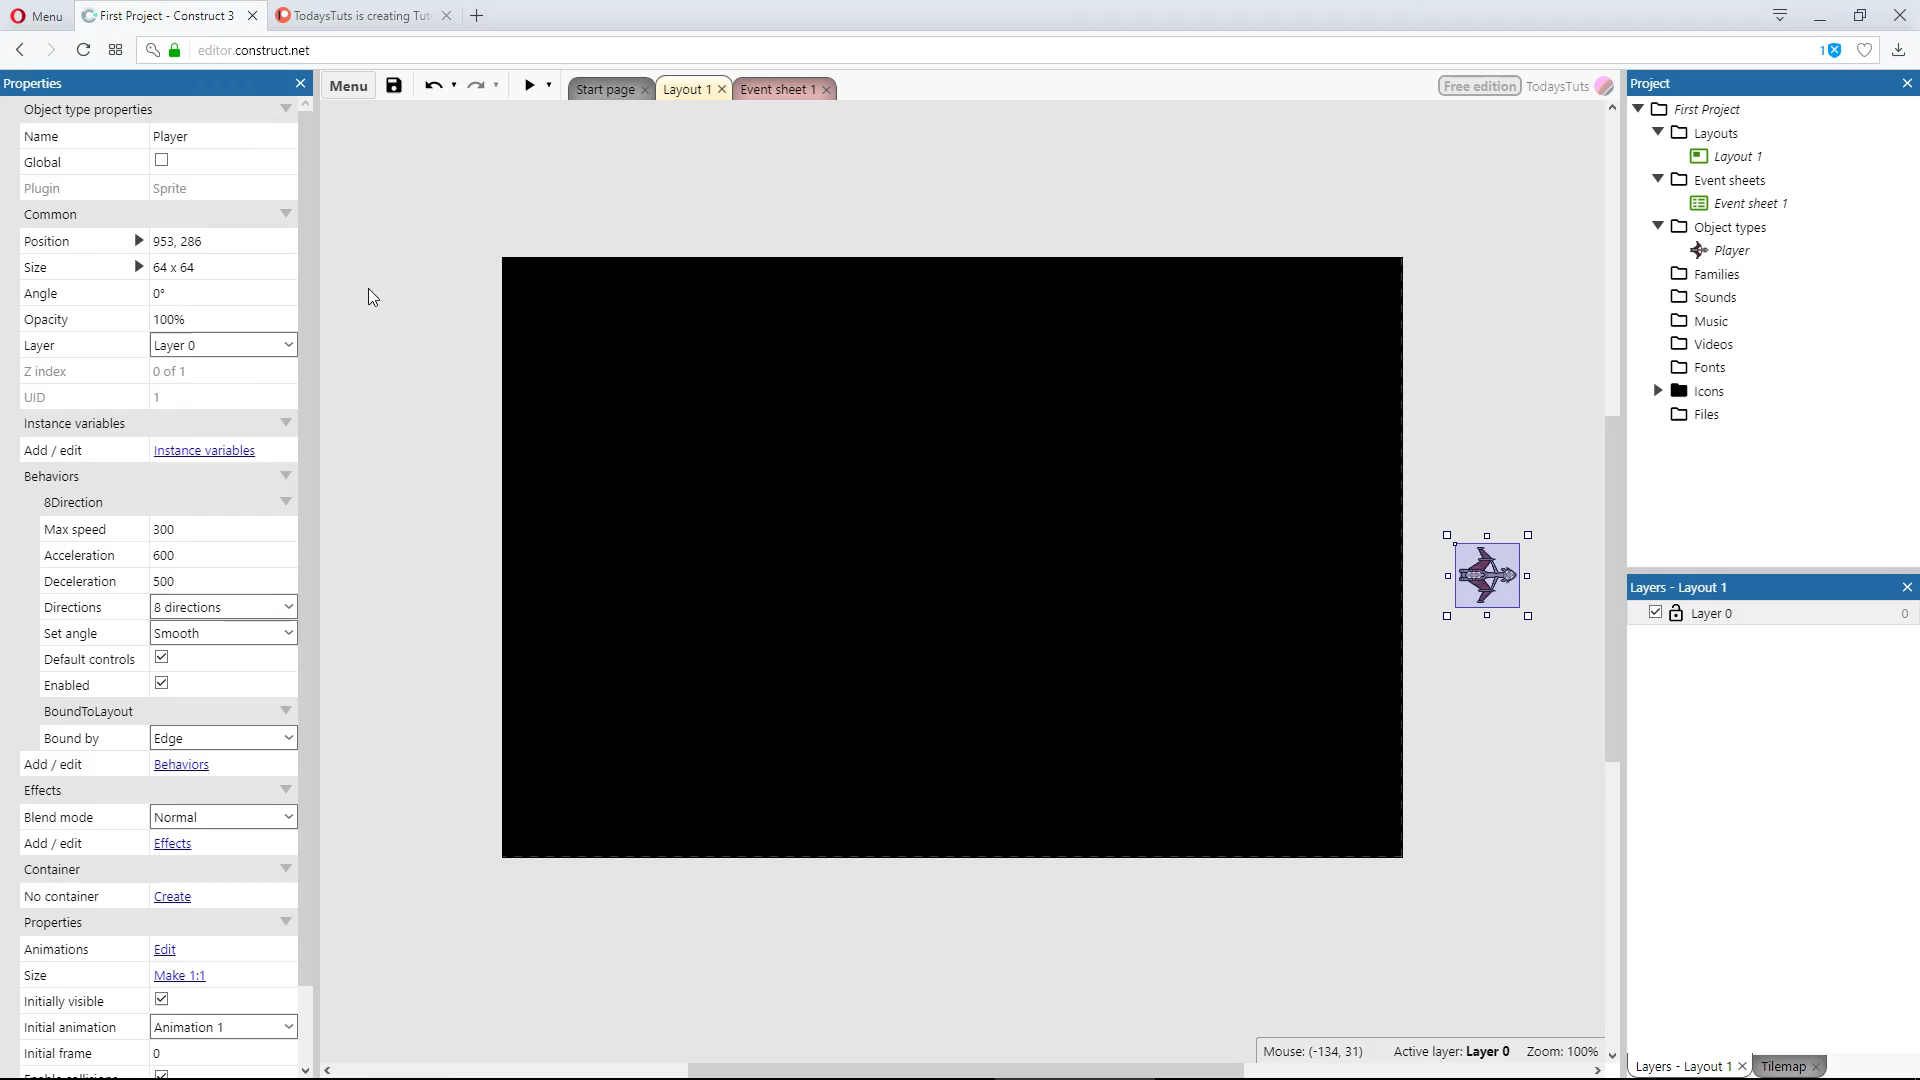 Menu
First Project - Construct 3
TodaysTuts is creating Tut
editor.construct.net
1
Properties
Menu
Start page
Layout 1
Event sheet 1
Free edition
TodaysTuts
Project
Object type properties
Name Player
Global
Plugin Sprite
Common
Position 953, 286
Size 64 x 64
Angle 0°
Opacity 100%
Layer Layer 0
Z index 0 of 1
UID 1
Instance variables
Add / edit Instance variables
Behaviors
8Direction
Max speed 300
Acceleration 600
Deceleration 500
Directions 8 directions
Set angle Smooth
Default controls
Enabled
BoundToLayout
Bound by Edge
Add / edit Behaviors
Effects
Blend mode Normal
Add / edit Effects
Container
No container Create
Properties
Animations Edit
Size Make 1:1
Initially visible
Initial animation Animation 1
Initial frame 0
Enable collisions
First Project
Layouts
Layout 1
Event sheets
Event sheet 1
Object types
Player
Families
Sounds
Music
Videos
Fonts
Icons
Files
Layers - Layout 1
Layer 0 0
Mouse: (-134, 31) Active layer: Layer 0 Zoom: 100%
Layers - Layout 1
Tilemap